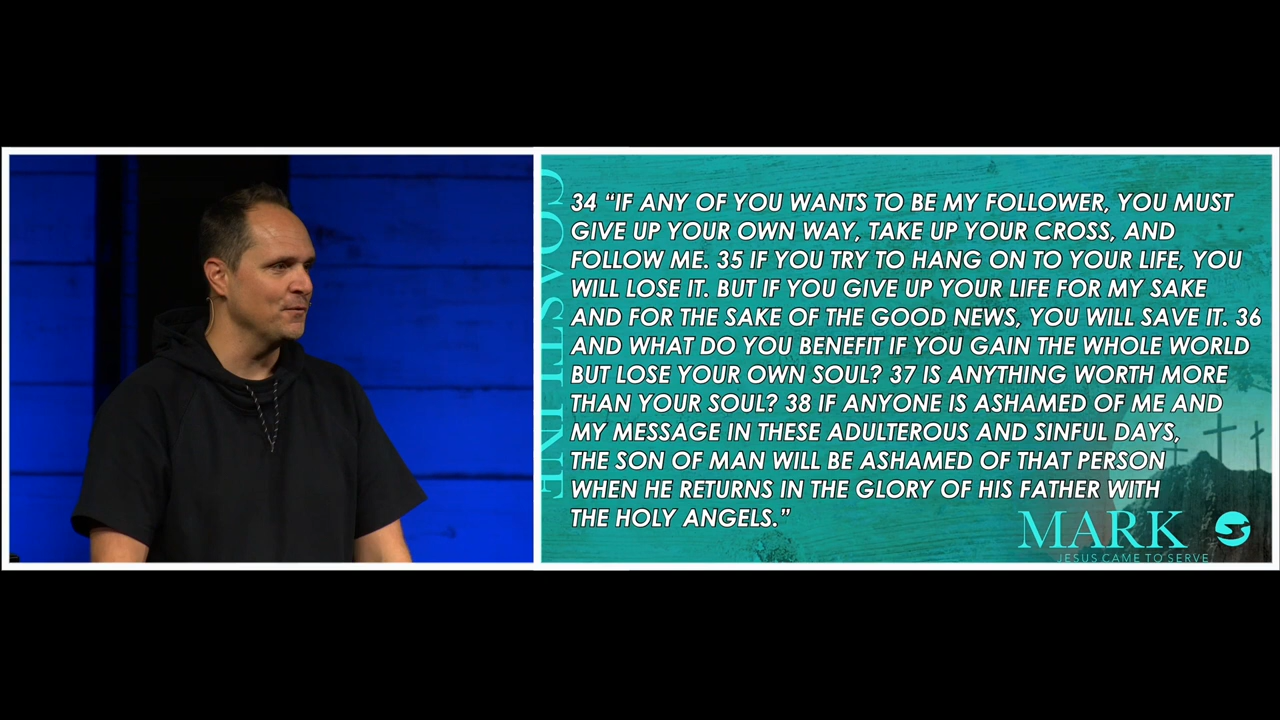 COASTLINE
34 “IF ANY OF YOU WANTS TO BE MY FOLLOWER, YOU MUST
GIVE UP YOUR OWN WAY, TAKE UP YOUR CROSS, AND
FOLLOW ME. 35 IF YOU TRY TO HANG ON TO YOUR LIFE, YOU
WILL LOSE IT. BUT IF YOU GIVE UP YOUR LIFE FOR MY SAKE
AND FOR THE SAKE OF THE GOOD NEWS, YOU WILL SAVE IT. 36
AND WHAT DO YOU BENEFIT IF YOU GAIN THE WHOLE WORLD
BUT LOSE YOUR OWN SOUL? 37 IS ANYTHING WORTH MORE
THAN YOUR SOUL? 38 IF ANYONE IS ASHAMED OF ME AND
MY MESSAGE IN THESE ADULTEROUS AND SINFUL DAYS,
THE SON OF MAN WILL BE ASHAMED OF THAT PERSON
WHEN HE RETURNS IN THE GLORY OF HIS FATHER WITH
THE HOLY ANGELS.”
MARK
JESUS CAME TO SERVE